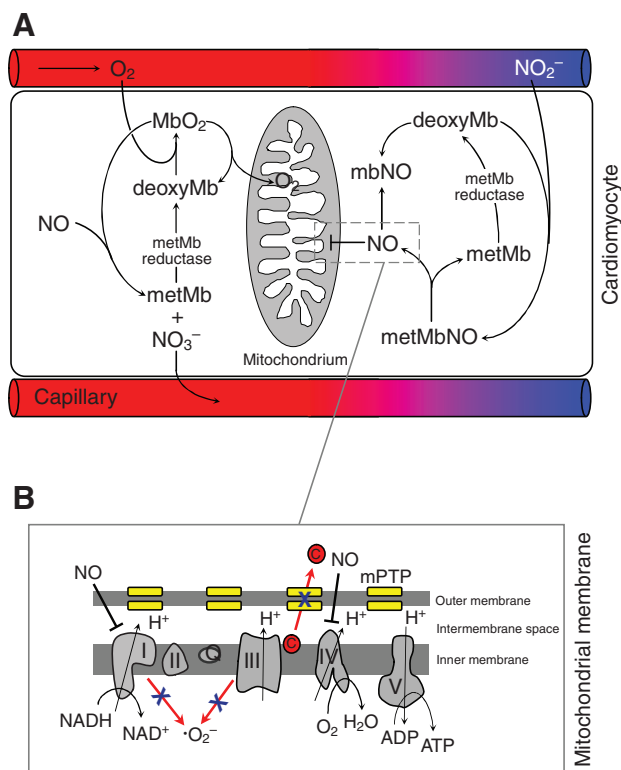 A
O₂
NO₂⁻
MbO₂
deoxyMb
mbNO
O₂
deoxyMb
NO
metMb
reductase
NO
metMb
reductase
metMb
metMb
+
NO₃⁻
metMbNO
Mitochondrium
Cardiomyocyte
Capillary
B
C
NO
NO
mPTP
X
Outer membrane
H⁺
H⁺
H⁺
H⁺
Intermembrane space
C
I
II
Q
III
IV
V
Inner membrane
X
X
NADH
NAD⁺
·O₂⁻
O₂
H₂O
ADP
ATP
Mitochondrial membrane